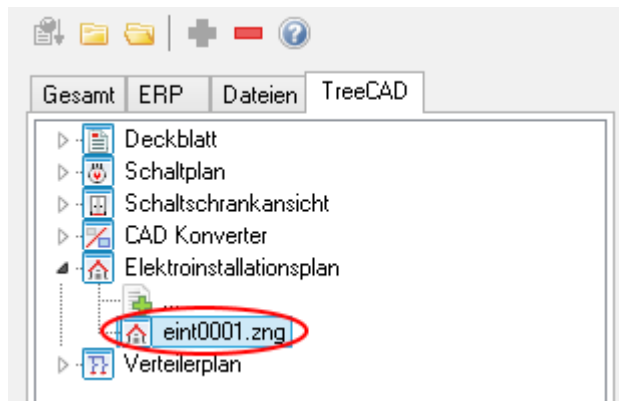 Gesamt ERP Dateien TreeCAD
Deckblatt
Schaltplan
Schaltschrankansicht
CAD Konverter
Elektroinstallationsplan
...
eint0001.zng
Verteilerplan